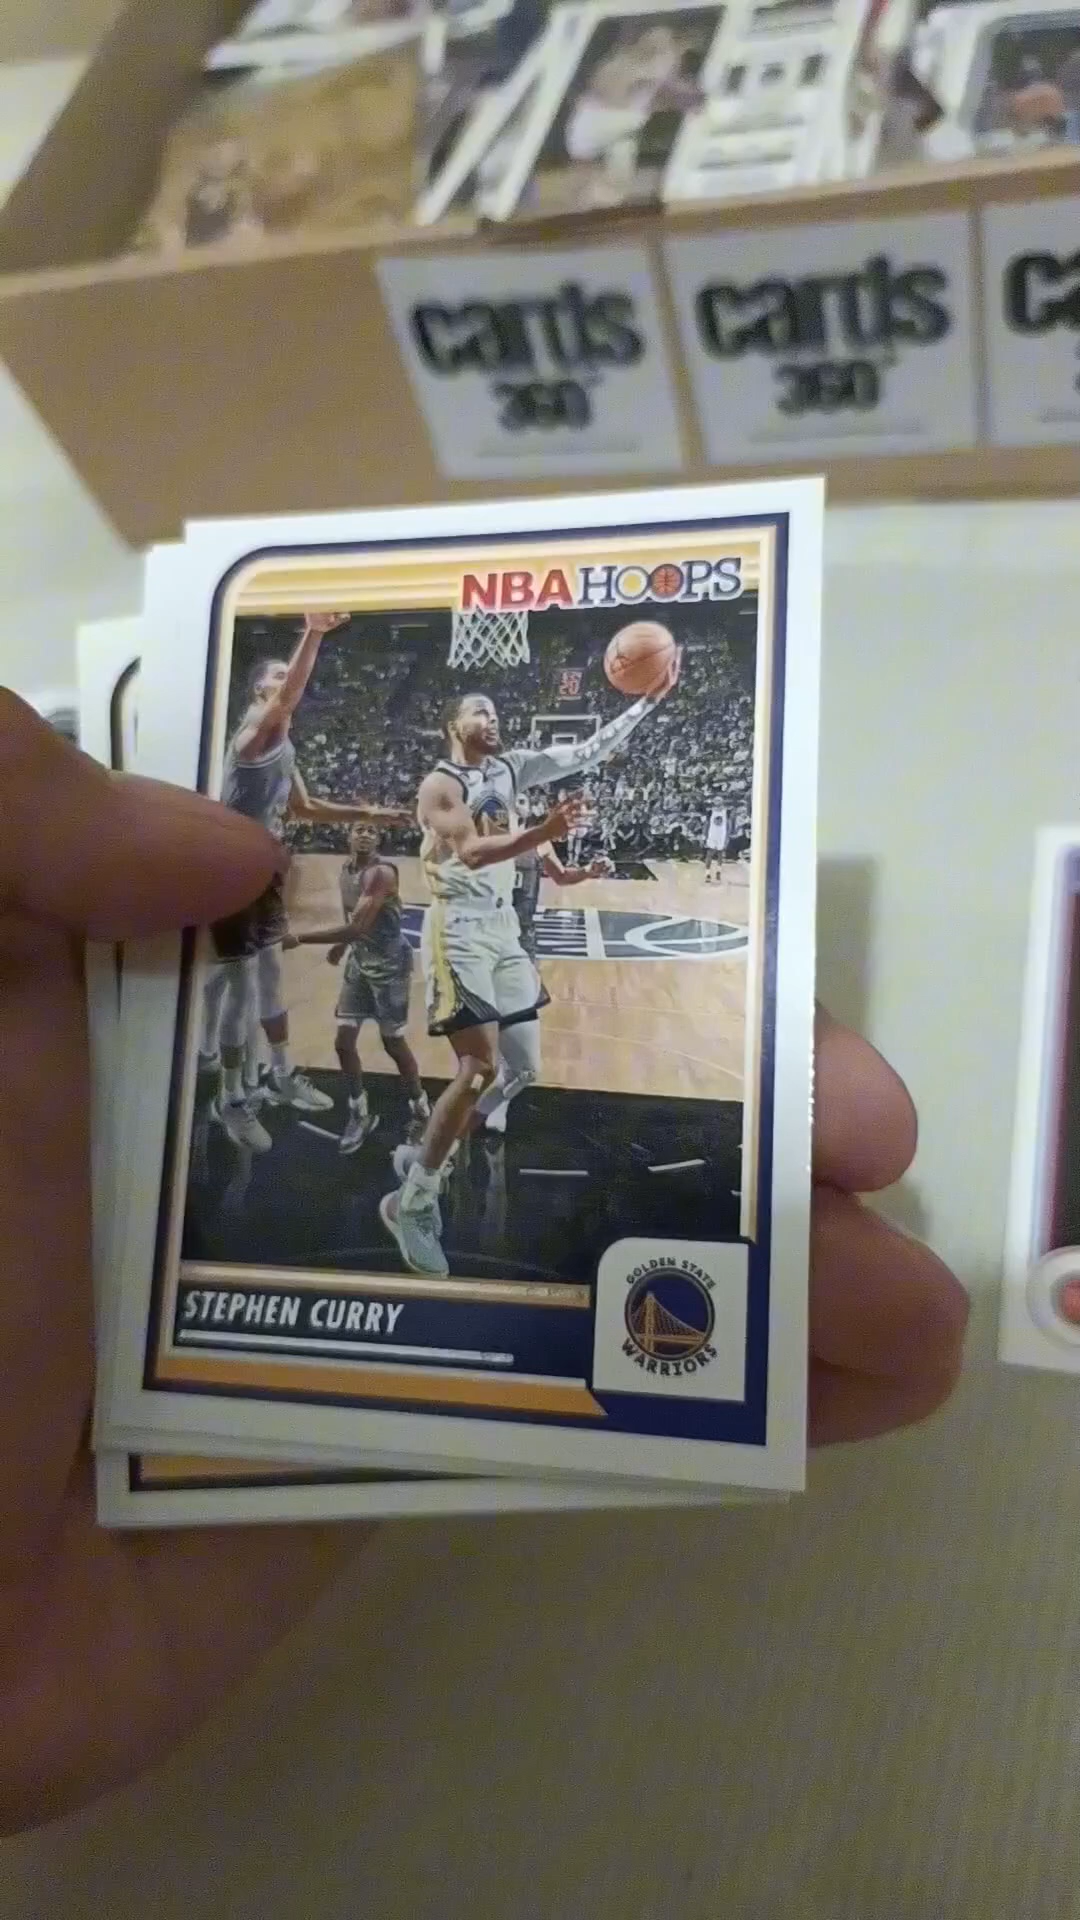 cards
360
cards
360
NBA HOOPS
STEPHEN CURRY
GOLDEN STATE
WARRIORS